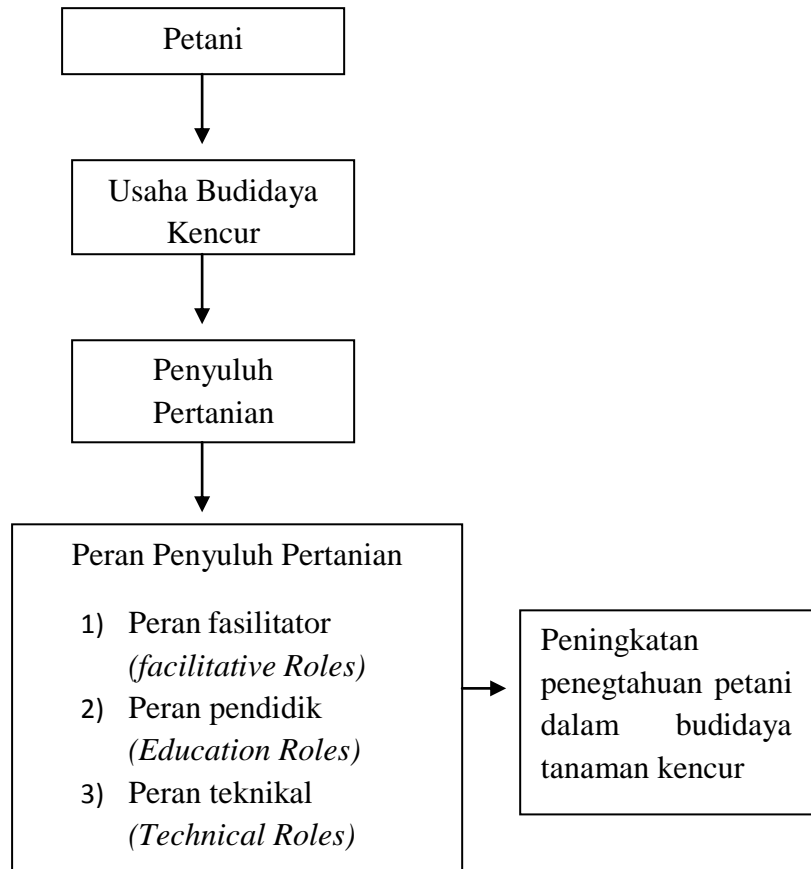 Petani
Usaha Budidaya
Kencur
Penyuluh
Pertanian
Peran Penyuluh Pertanian
1) Peran fasilitator
(facilitative Roles)
2) Peran pendidik
(Education Roles)
3) Peran teknikal
(Technical Roles)
Peningkatan
penegtahuan petani
dalam budidaya
tanaman kencur